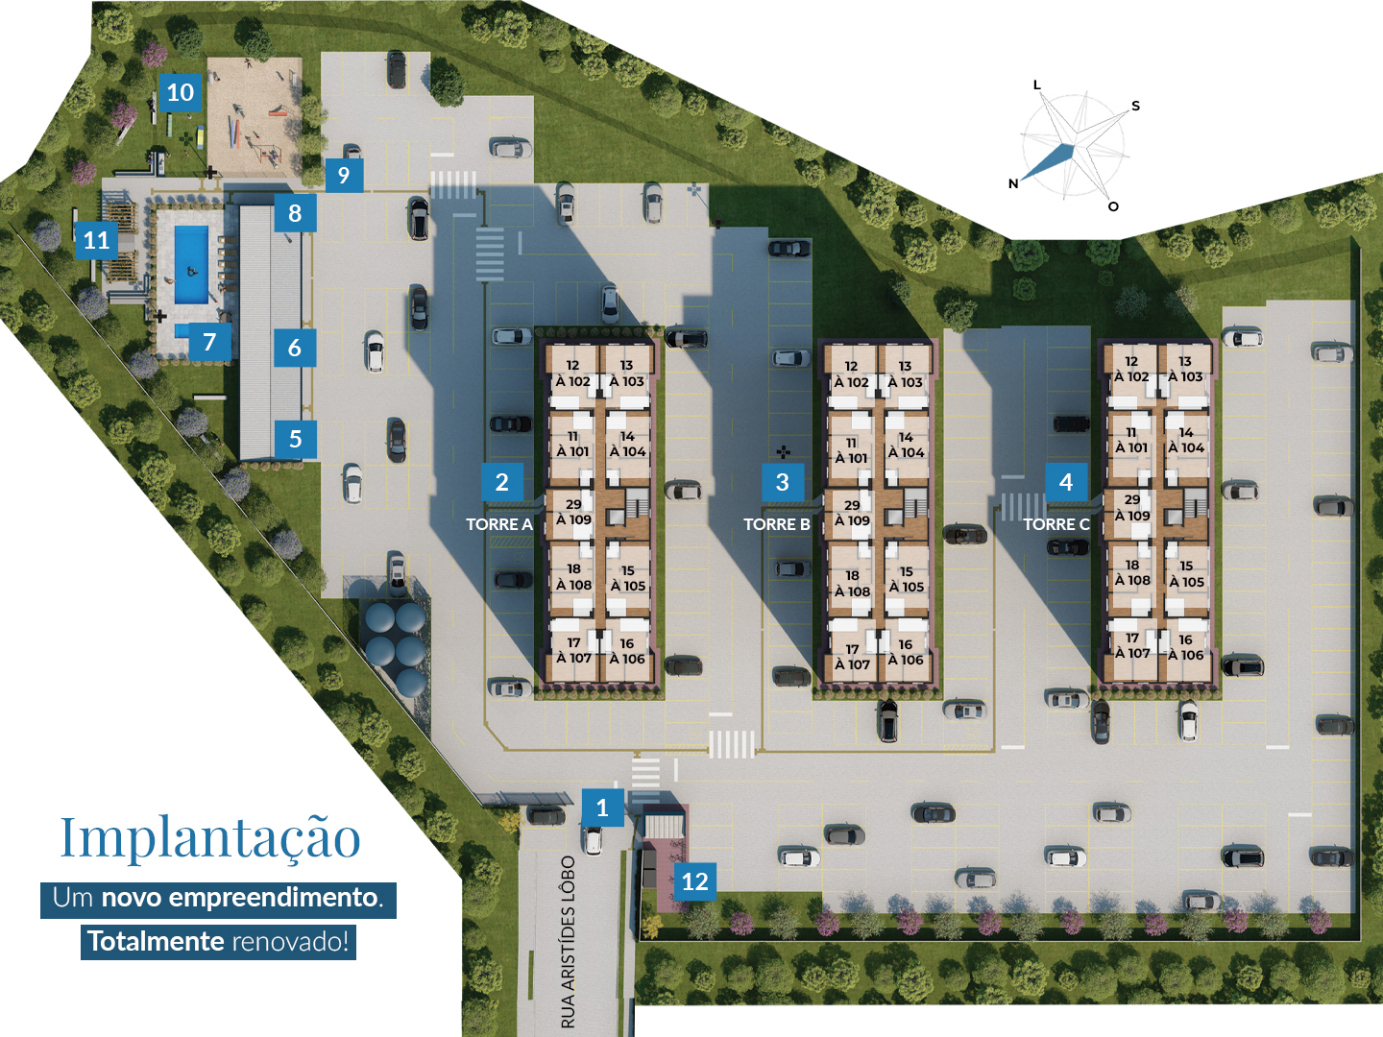 L
S
N
O
10
9
8
11
7
6
5
12
À 102
13
À 103
11
À 101
14
À 104
29
À 109
18
À 108
15
À 105
17
À 107
16
À 106
2
TORRE A
12
À 102
13
À 103
11
À 101
14
À 104
29
À 109
18
À 108
15
À 105
17
À 107
16
À 106
3
TORRE B
12
À 102
13
À 103
11
À 101
14
À 104
29
À 109
18
À 108
15
À 105
17
À 107
16
À 106
4
TORRE C
1
12
RUA ARISTÍDES LÔBO
Implantação
Um novo empreendimento.
Totalmente renovado!